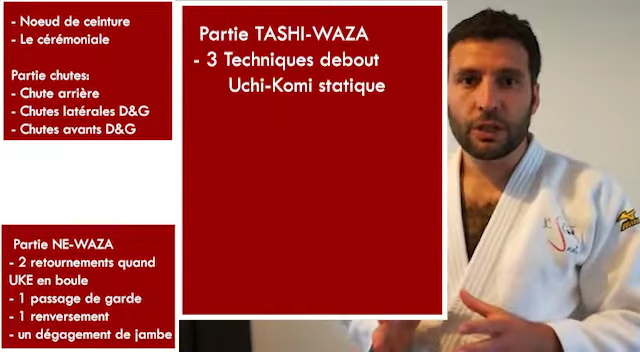 - Noeud de ceinture
- Le cérémoniale
Partie chutes:
- Chute arrière
- Chutes latérales D&G
- Chutes avants D&G
Partie TASHI-WAZA
- 3 Techniques debout
Uchi-Komi statique
Partie NE-WAZA
- 2 retournements quand
UKE en boule
- 1 passage de garde
- 1 renversement
- un dégagement de jambe